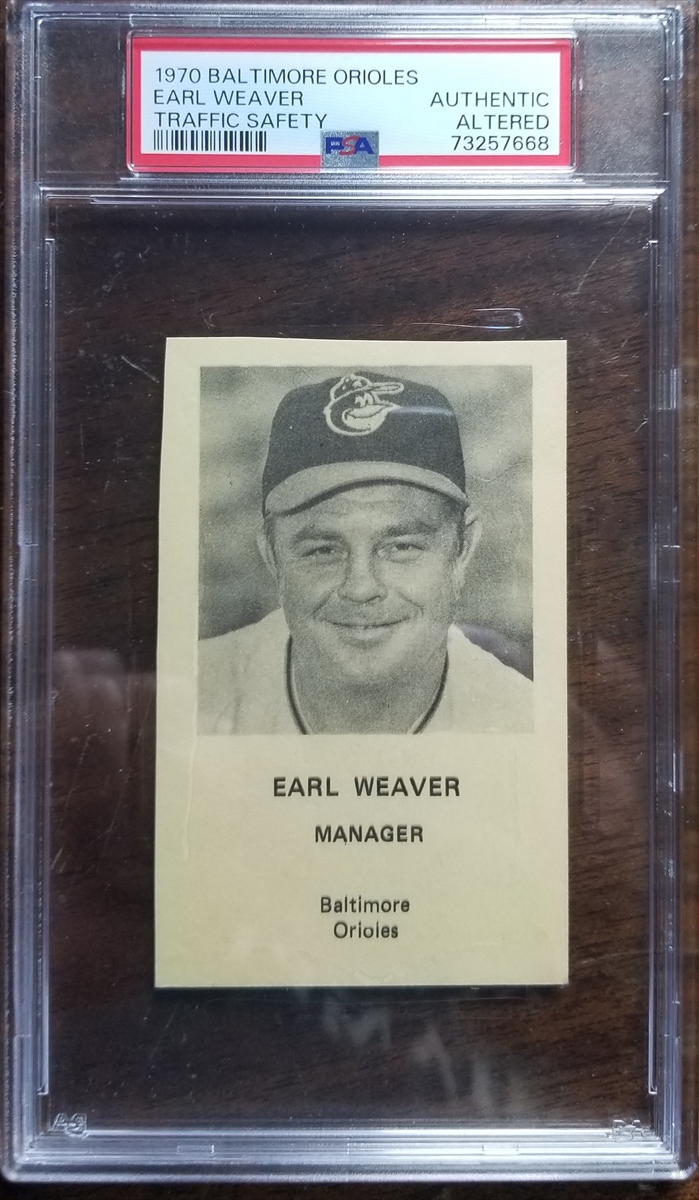 1970 BALTIMORE ORIOLES
EARL WEAVER AUTHENTIC
TRAFFIC SAFETY ALTERED
PSA 73257668
EARL WEAVER
MANAGER
Baltimore
Orioles